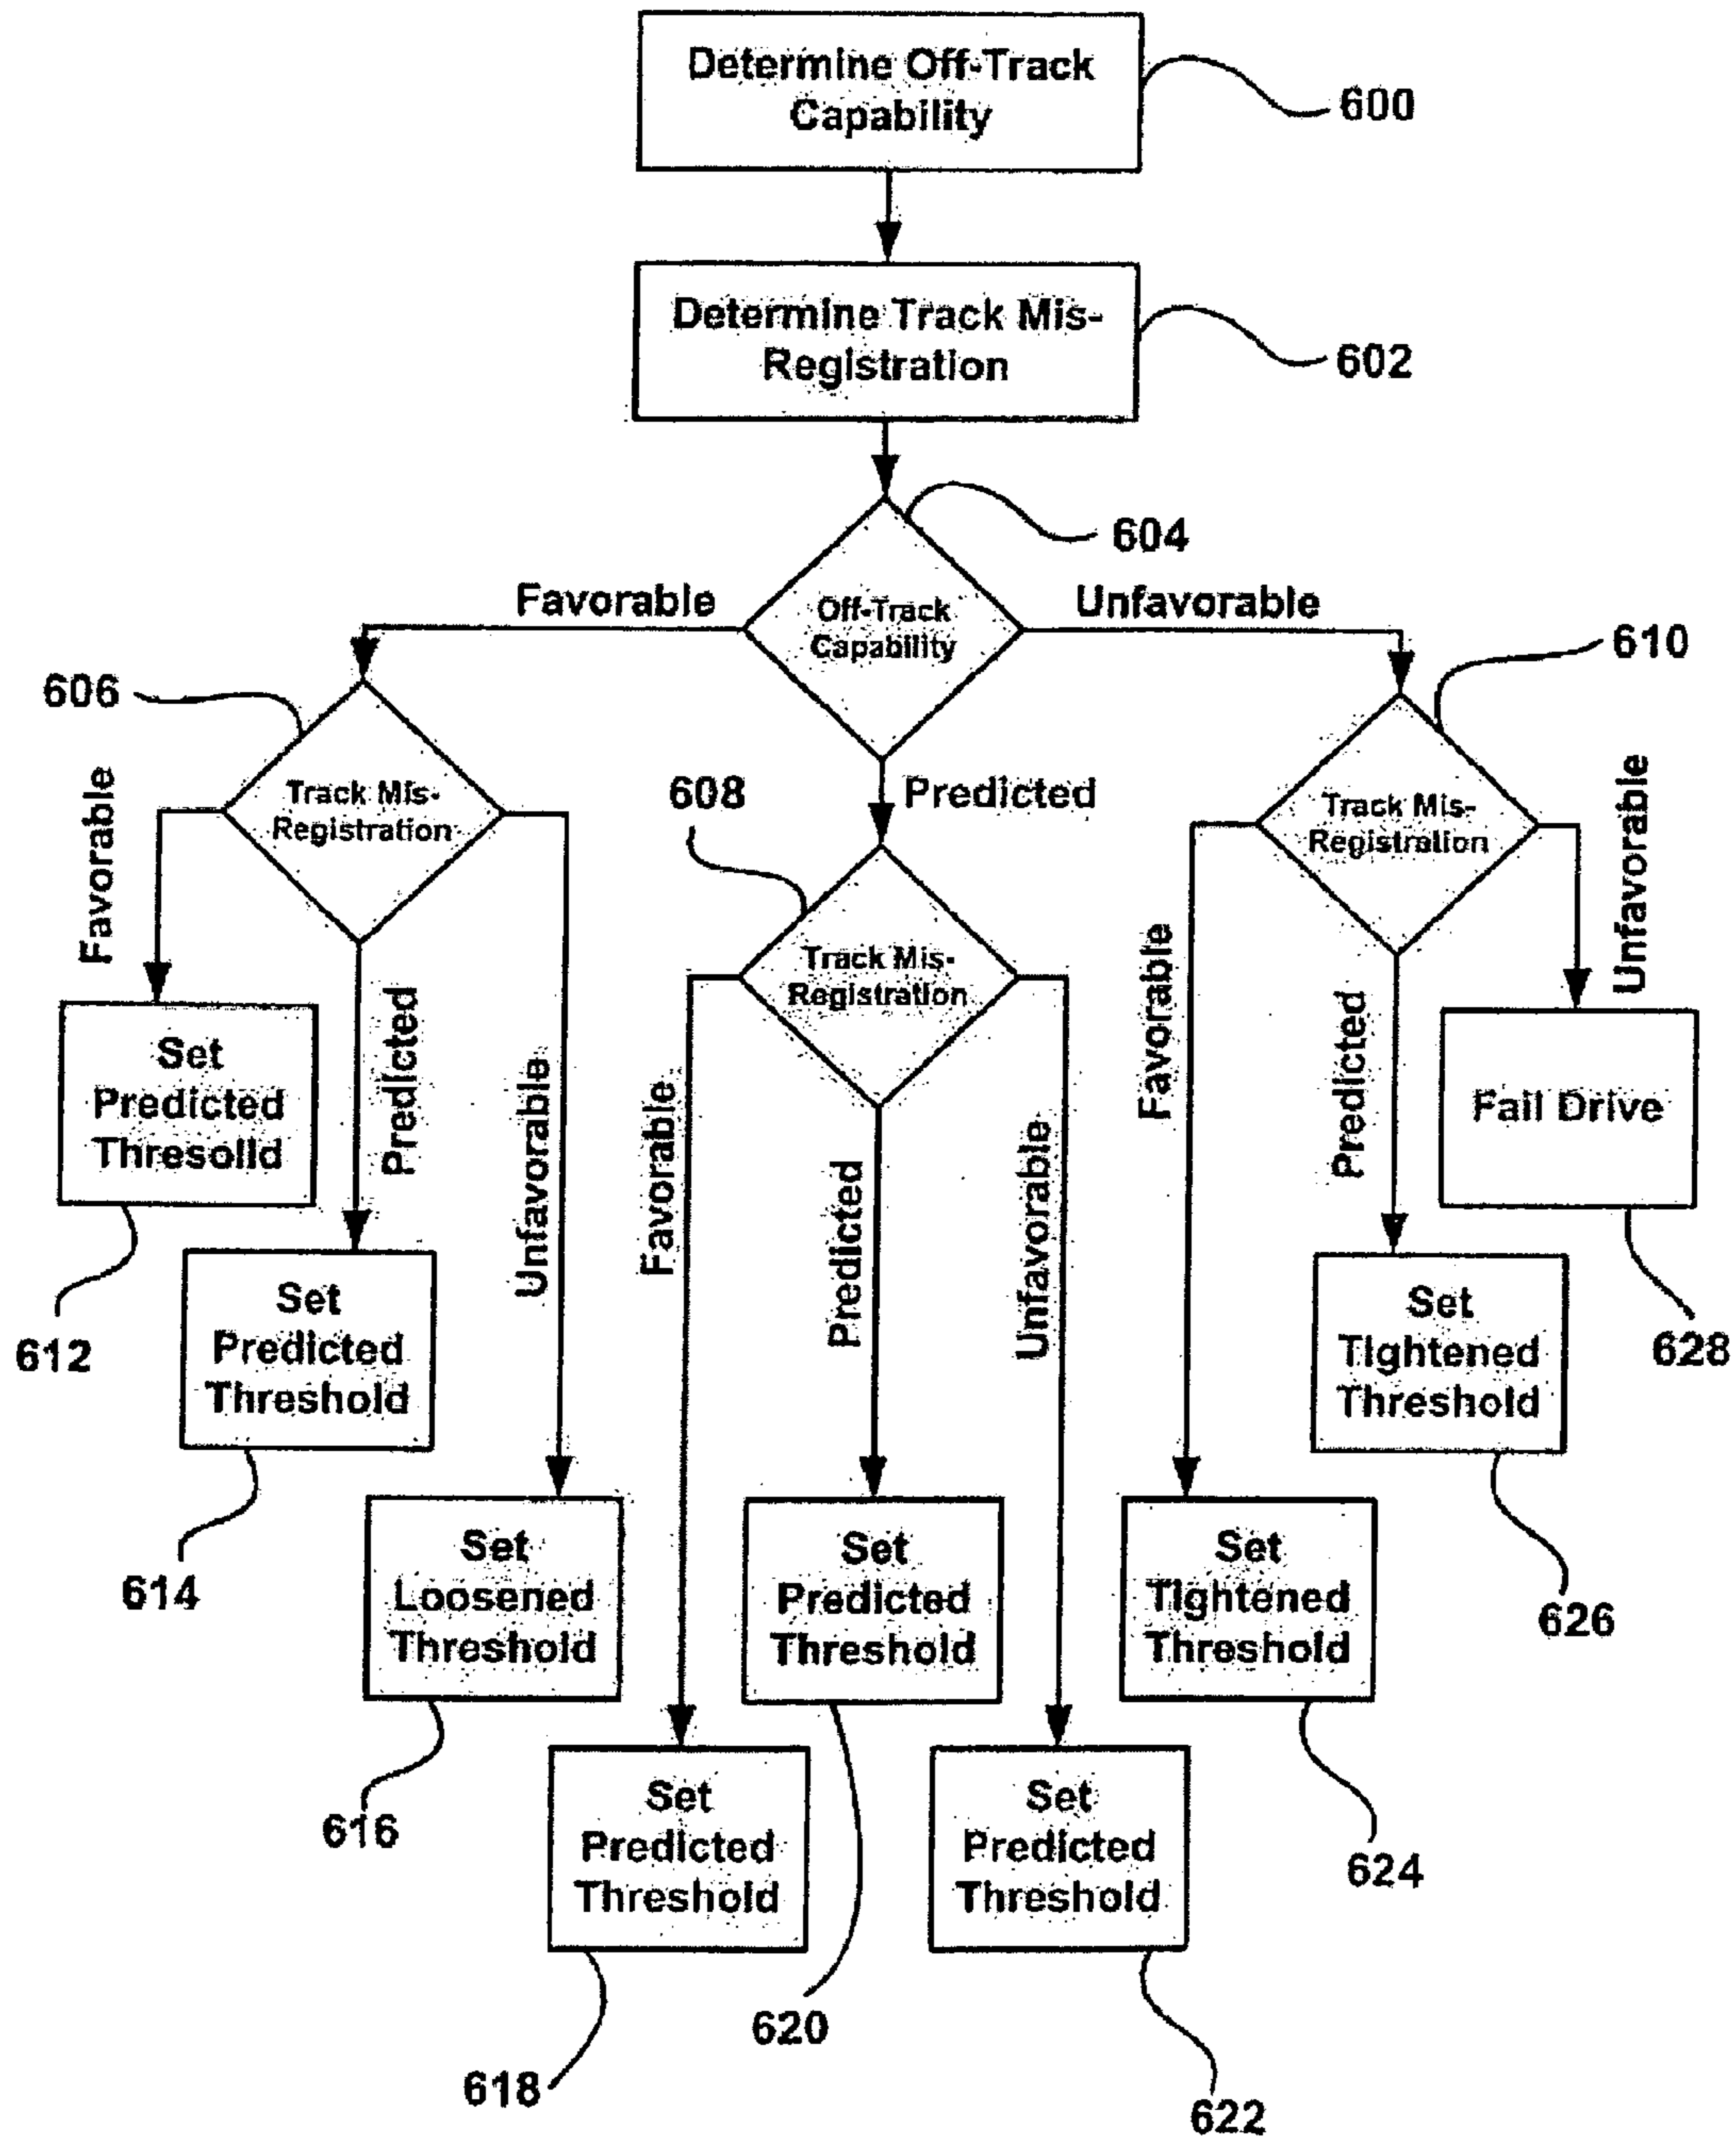 Determine Off-Track
Capability
600
Determine Track Mis-
Registration
602
604
Off-Track
Capability
Favorable
Unfavorable
Predicted
606
Track Mis-
Registration
608
Track Mis-
Registration
610
Track Mis-
Registration
Favorable
Predicted
Unfavorable
Favorable
Predicted
Unfavorable
Favorable
Predicted
Unfavorable
Set
Predicted
Thresolld
612
Set
Predicted
Threshold
614
Set
Loosened
Threshold
616
Set
Predicted
Threshold
618
Set
Predicted
Threshold
620
Set
Predicted
Threshold
622
Set
Tightened
Threshold
624
Set
Tightened
Threshold
626
Fail Drive
628